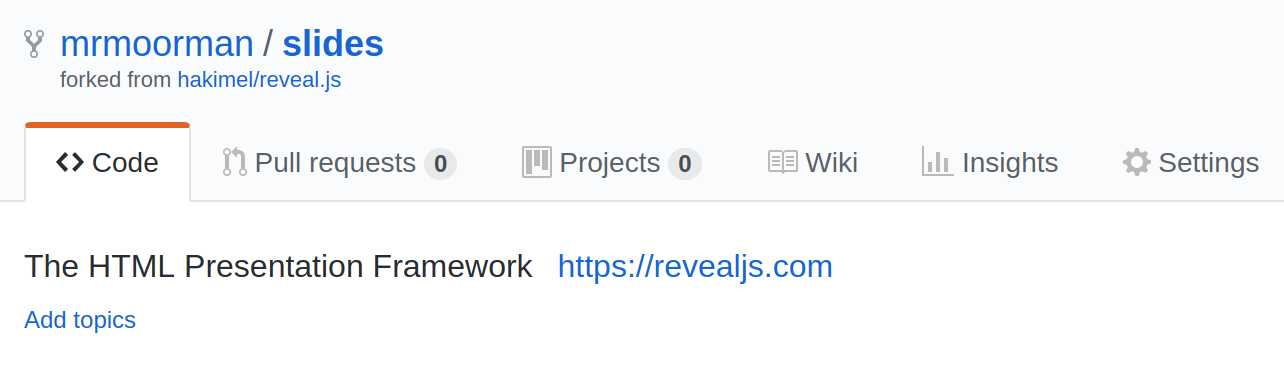 mrmoorman / slides
forked from hakimel/reveal.js
Code Pull requests 0 Projects 0 Wiki Insights Settings
The HTML Presentation Framework https://revealjs.com
Add topics